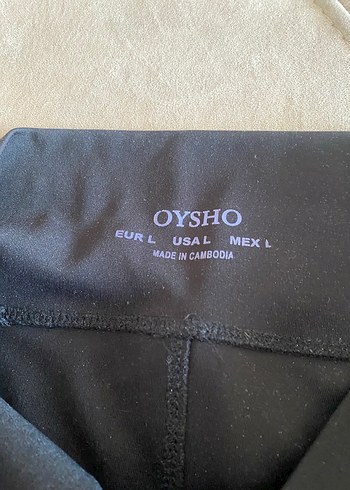 OYSHO
EUR L USA L MEX L
MADE IN CAMBODIA